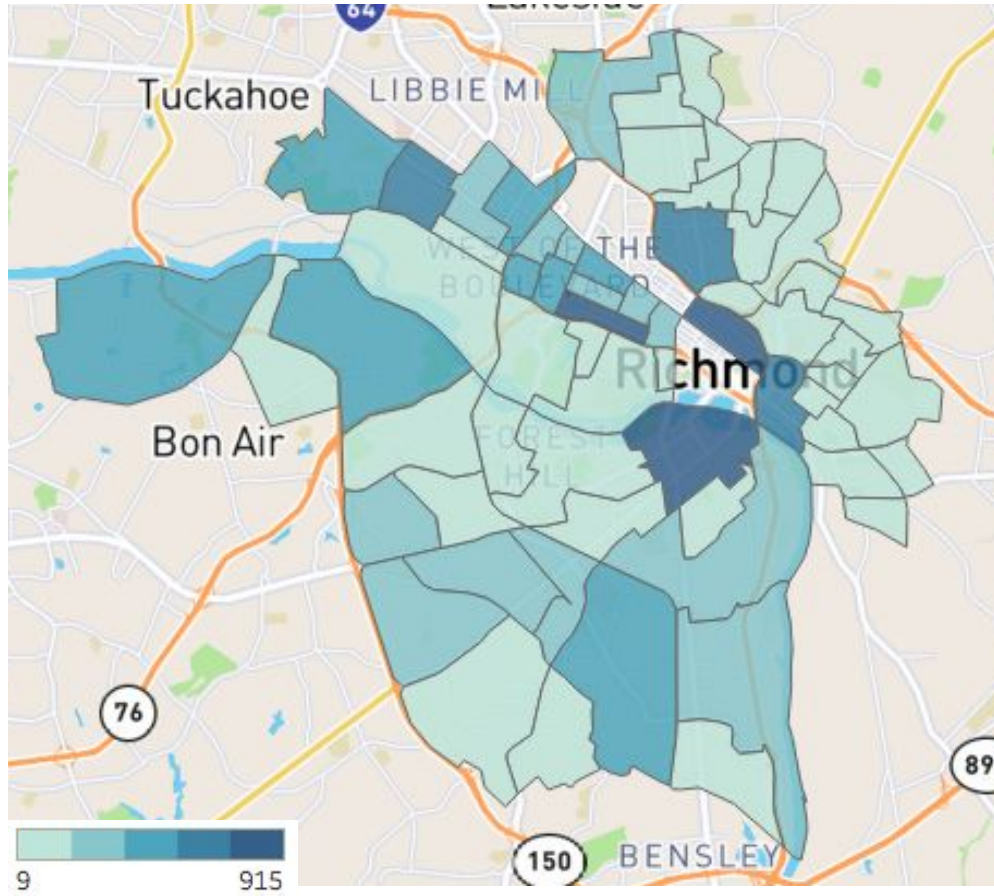 64
Lakeside
Tuckahoe
LIBBIE MILL
WEST OF THE
BOULEVARD
Richmond
Bon Air
FOREST
HILL
76
89
150
BENSLEY
9
915